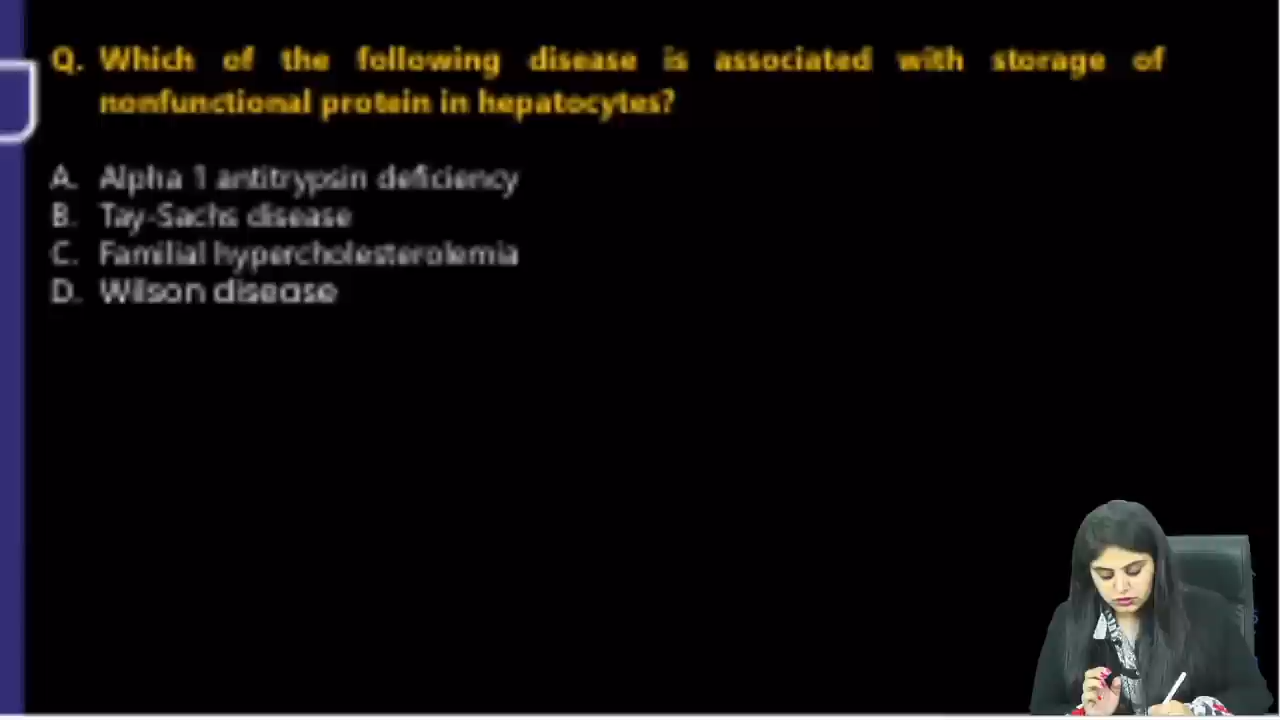 Q. Which of the following disease is associated with storage of
nonfunctional protein in hepatocytes?
A. Alpha 1 antitrypsin deficiency
B. Tay-Sachs disease
C. Familial hypercholesterolemia
D. Wilson disease